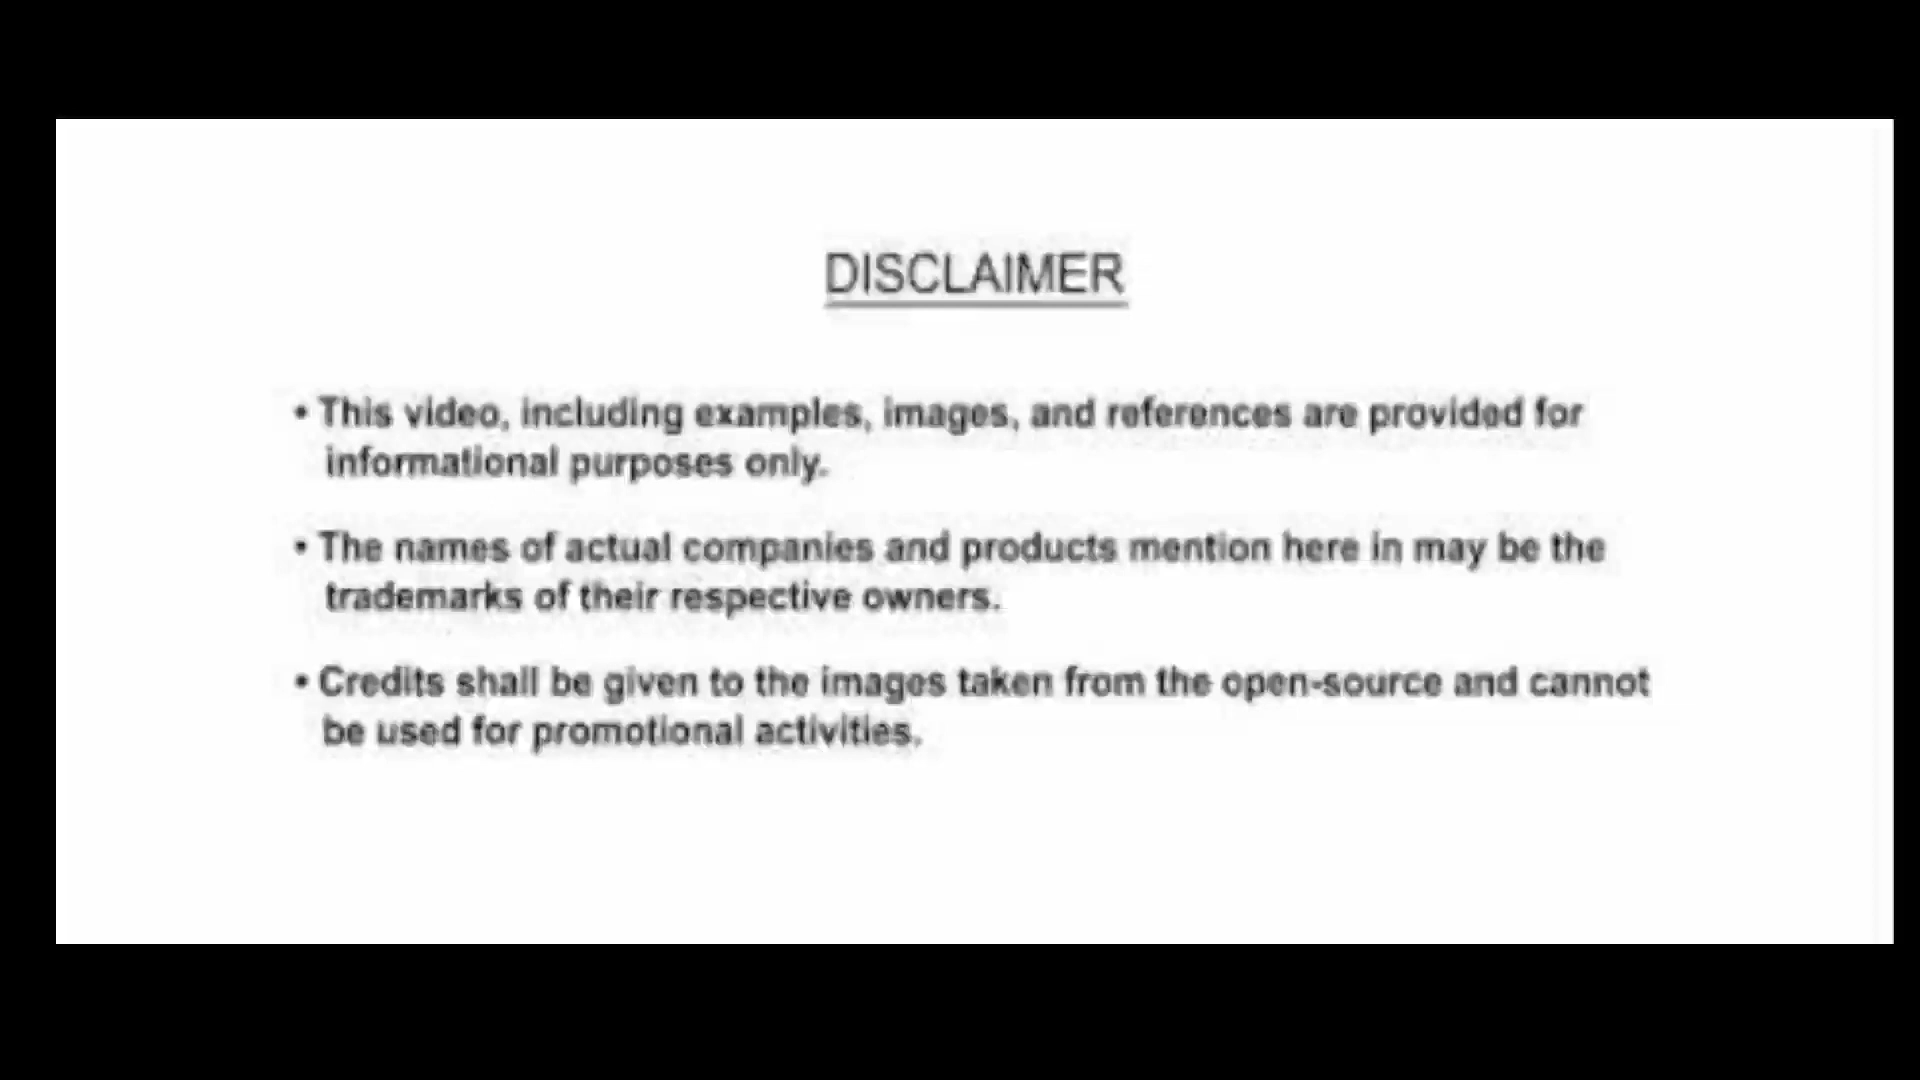 DISCLAIMER
• This video, including examples, images, and references are provided for
informational purposes only.
• The names of actual companies and products mention here in may be the
trademarks of their respective owners.
• Credits shall be given to the images taken from the open-source and cannot
be used for promotional activities.